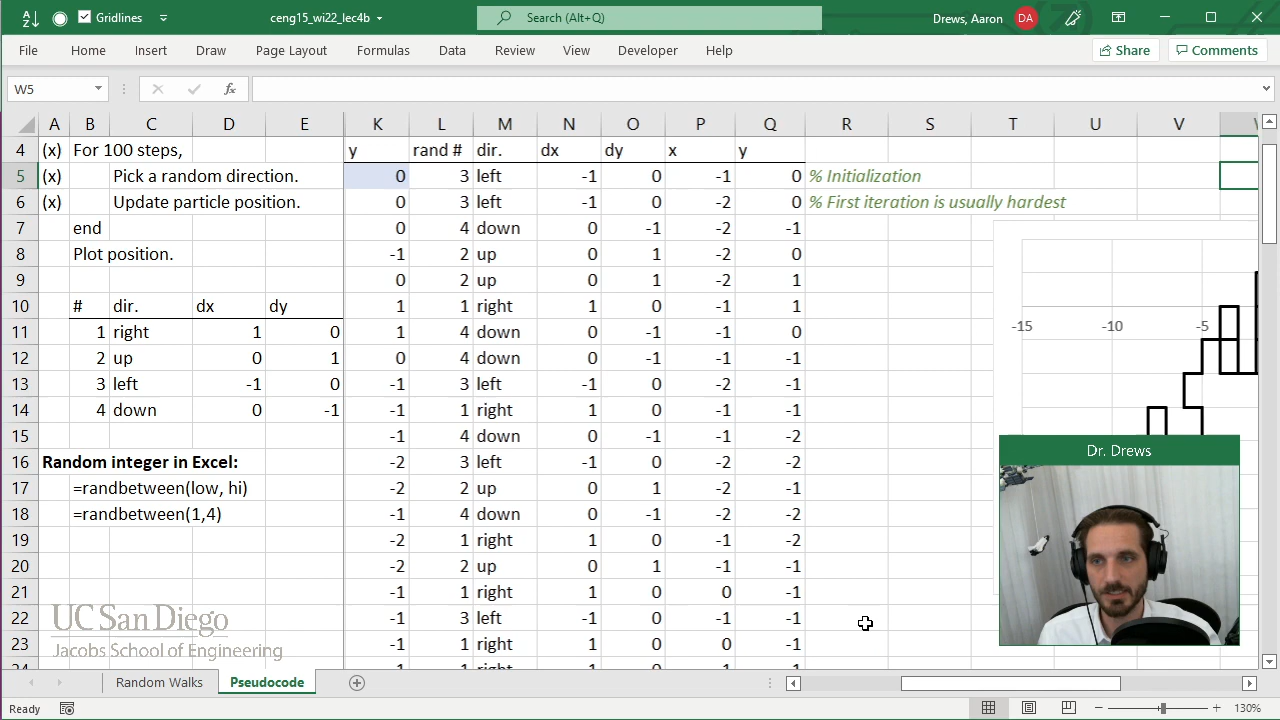 Gridlines ceng15_wi22_lec4b Search (Alt+Q) Drews, Aaron DA
File Home Insert Draw Page Layout Formulas Data Review View Developer Help Share Comments
W5 fx
A B C D E K L M N O P Q R S T U V
4 (x) For 100 steps, y rand # dir. dx dy x y
5 (x) Pick a random direction. 0 3 left -1 0 -1 0 % Initialization
6 (x) Update particle position. 0 3 left -1 0 -2 0 % First iteration is usually hardest
7 end 0 4 down 0 -1 -2 -1
8 Plot position. -1 2 up 0 1 -2 0
9 0 2 up 0 1 -2 1
10 # dir. dx dy 1 1 right 1 0 -1 1
11 1 right 1 0 1 4 down 0 -1 -1 0 -15 -10 -5
12 2 up 0 1 0 4 down 0 -1 -1 -1
13 3 left -1 0 -1 3 left -1 0 -2 -1
14 4 down 0 -1 -1 1 right 1 0 -1 -1
15 -1 4 down 0 -1 -1 -2
16 Random integer in Excel: -2 3 left -1 0 -2 -2 Dr. Drews
17 =randbetween(low, hi) -2 2 up 0 1 -2 -1
18 =randbetween(1,4) -1 4 down 0 -1 -2 -2
19 -2 1 right 1 0 -1 -2
20 -2 2 up 0 1 -1 -1
21 -1 1 right 1 0 0 -1
22 -1 3 left -1 0 -1 -1
23 -1 1 right 1 0 0 -1
UC San Diego
Jacobs School of Engineering
Random Walks Pseudocode
Ready 130%